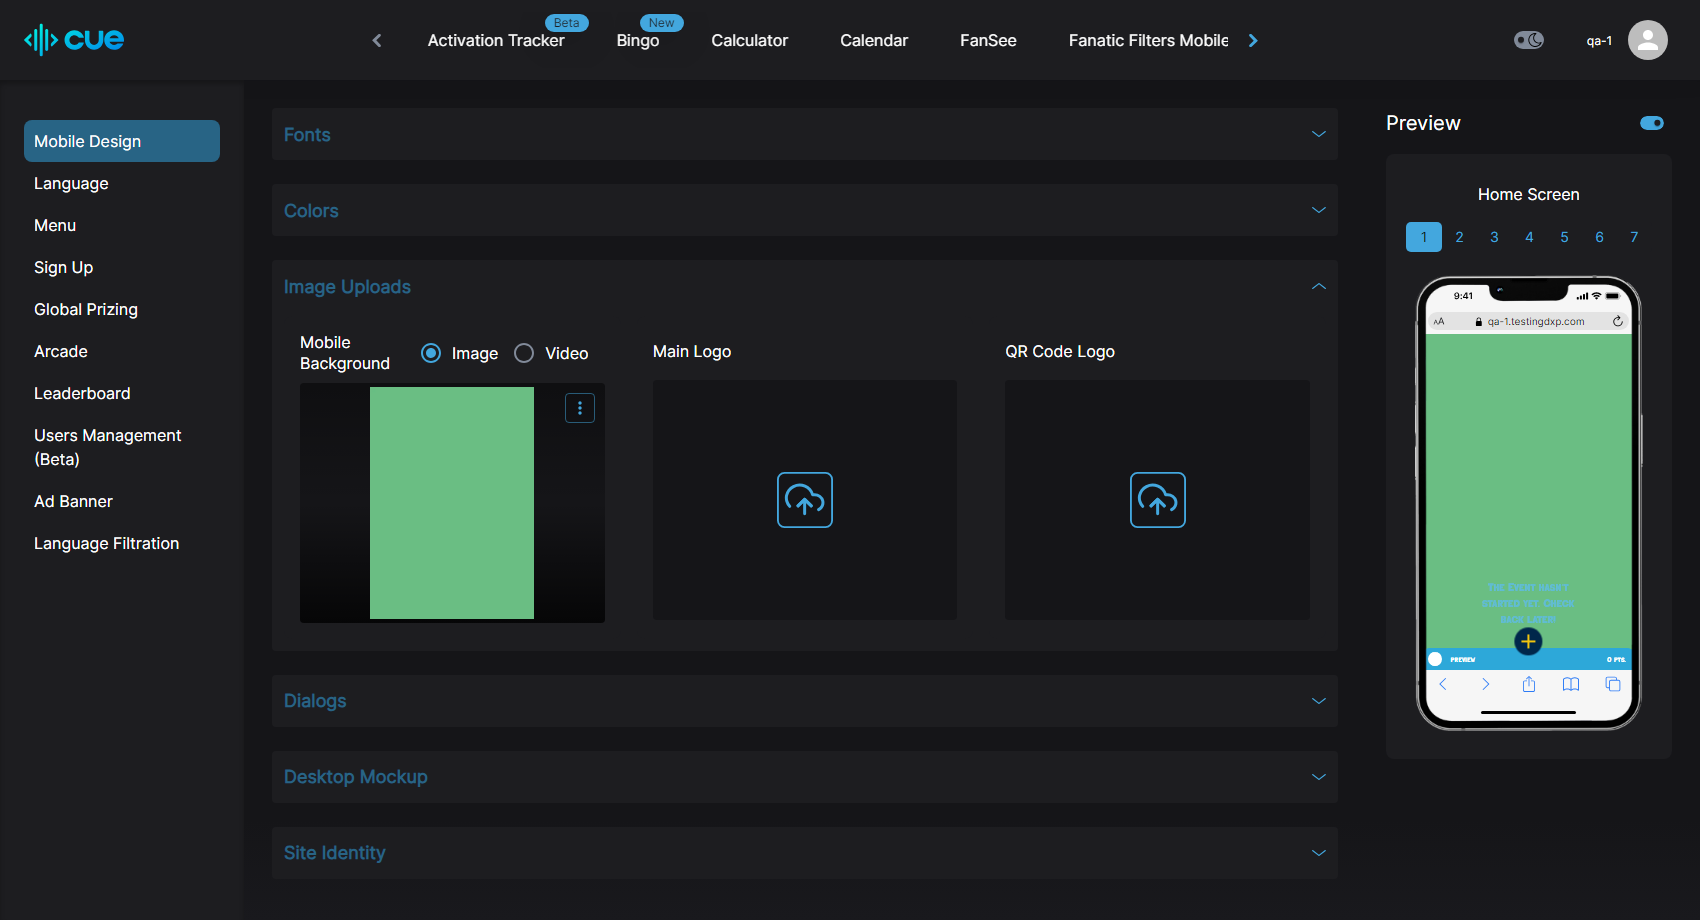 cue
Activation Tracker
Beta
Bingo
New
Calculator
Calendar
FanSee
Fanatic Filters Mobile
qa-1
Mobile Design
Language
Menu
Sign Up
Global Prizing
Arcade
Leaderboard
Users Management
(Beta)
Ad Banner
Language Filtration
Fonts
Colors
Image Uploads
Mobile
Background
Image
Video
Main Logo
QR Code Logo
Dialogs
Desktop Mockup
Site Identity
Preview
Home Screen
1 2 3 4 5 6 7
9:41
AA qa-1.testingdxp.com
THE EVENT HASN'T
STARTED YET, CHECK
BACK LATER!
PREVIEW 0 PTS.